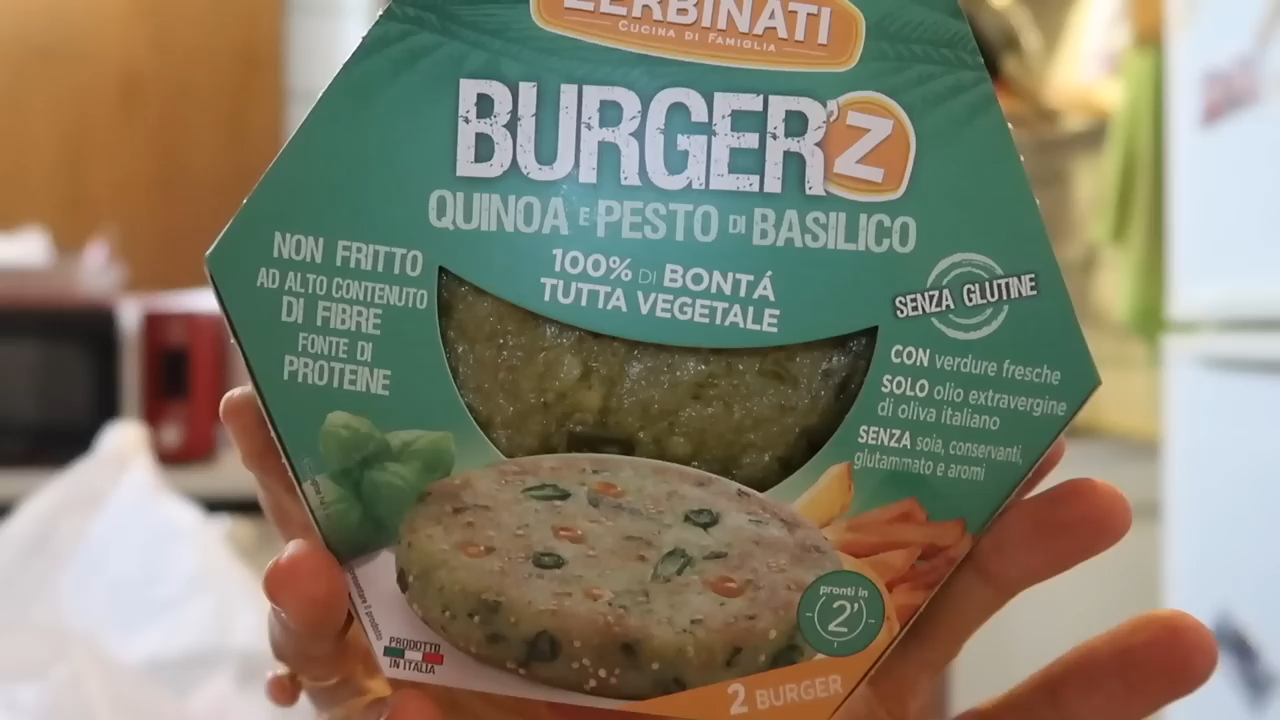 ZERBINATI
CUCINA DI FAMIGLIA
BURGER'Z
QUINOA E PESTO DI BASILICO
100% DI BONTÁ
TUTTA VEGETALE
NON FRITTO
AD ALTO CONTENUTO
DI FIBRE
FONTE DI
PROTEINE
SENZA GLUTINE
CON verdure fresche
SOLO olio extravergine
di oliva italiano
SENZA soia, conservanti,
glutammato e aromi
pronti in
2'
PRODOTTO
IN ITALIA
2 BURGER